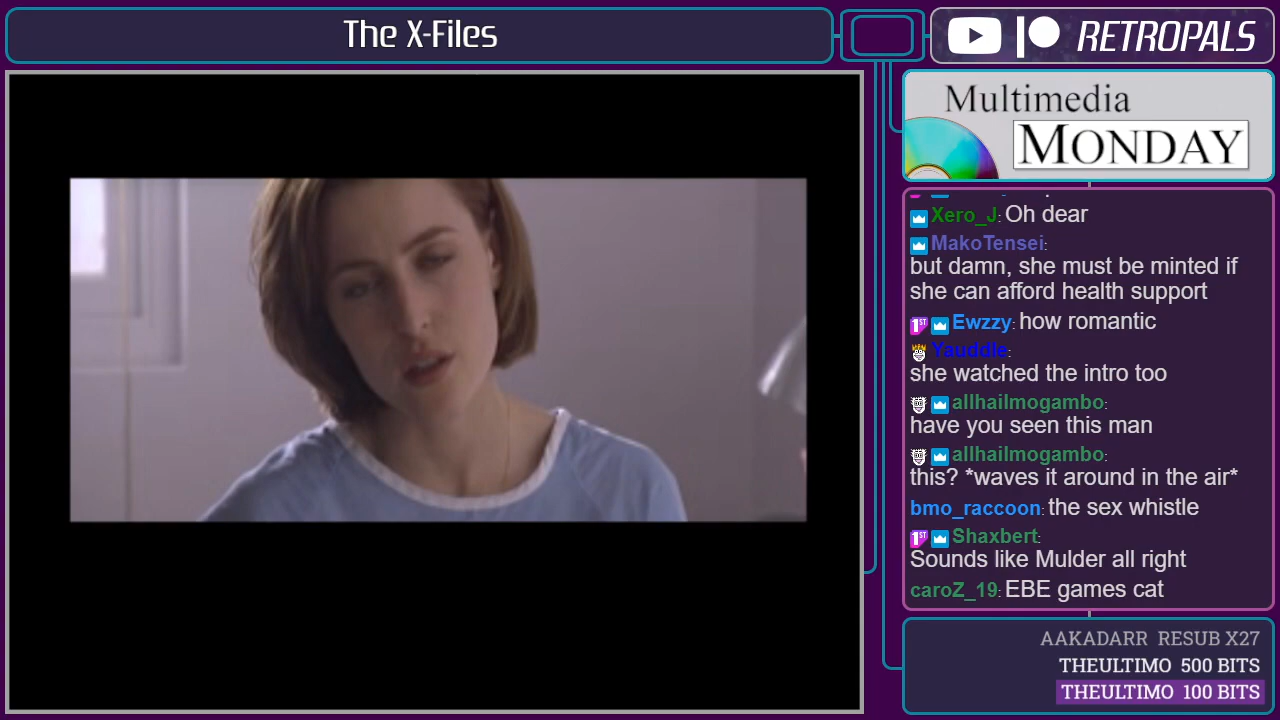 The X-Files
RETROPALS
Multimedia
MONDAY
Xero_J: Oh dear
MakoTensei:
but damn, she must be minted if
she can afford health support
1ST Ewzzy: how romantic
Yauddle:
she watched the intro too
allhailmogambo:
have you seen this man
allhailmogambo:
this? *waves it around in the air*
bmo_raccoon: the sex whistle
1ST Shaxbert:
Sounds like Mulder all right
caroZ_19: EBE games cat
AAKADARR RESUB X27
THEULTIMO 500 BITS
THEULTIMO 100 BITS